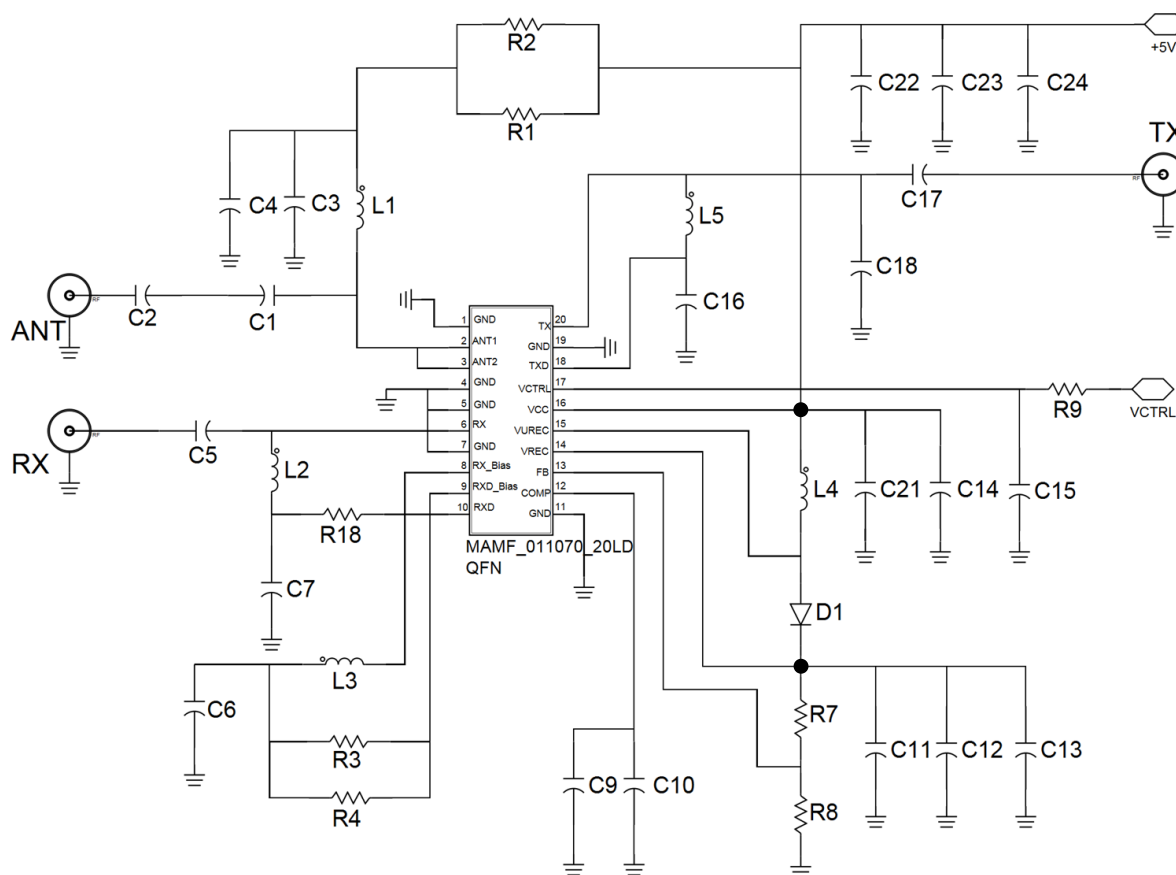 R2
+5V
C22
C23
C24
R1
TX
RF
C17
C4
C3
L1
L5
C18
C16
RF
ANT
C2
C1
1
GND
TX
20
2
ANT1
GND
19
3
ANT2
TXD
18
4
GND
VCTRL
17
R9
VCTRL
5
GND
VCC
16
RF
RX
C5
6
RX
VUREC
15
7
GND
VREC
14
L2
8
RX_Bias
FB
13
9
RXD_Bias
COMP
12
10
RXD
GND
11
L4
C21
C14
C15
R18
MAMF_011070_20LD
QFN
C7
D1
L3
C6
R3
R4
R7
C11
C12
C13
C9
C10
R8